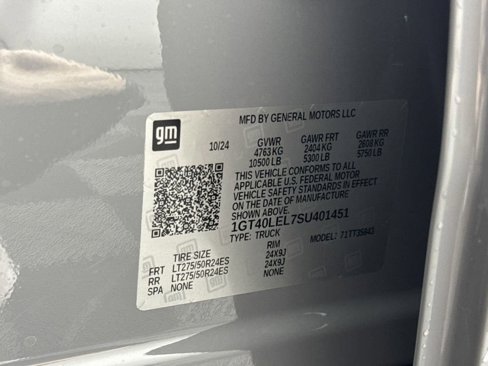 MFD BY GENERAL MOTORS LLC
gm
10/24
GVWR GAWR FRT GAWR RR
4763 KG 2404 KG 2608 KG
10500 LB 5300 LB 5750 LB
THIS VEHICLE CONFORMS TO ALL
APPLICABLE U.S. FEDERAL MOTOR
VEHICLE SAFETY STANDARDS IN EFFECT
ON THE DATE OF MANUFACTURE
SHOWN ABOVE.
1GT40LEL7SU401451
TYPE: TRUCK MODEL:
TIRE SIZE RIM
FRT LT275/50R24ES 24X9J
RR LT275/50R24ES 24X9J
SPA NONE NONE